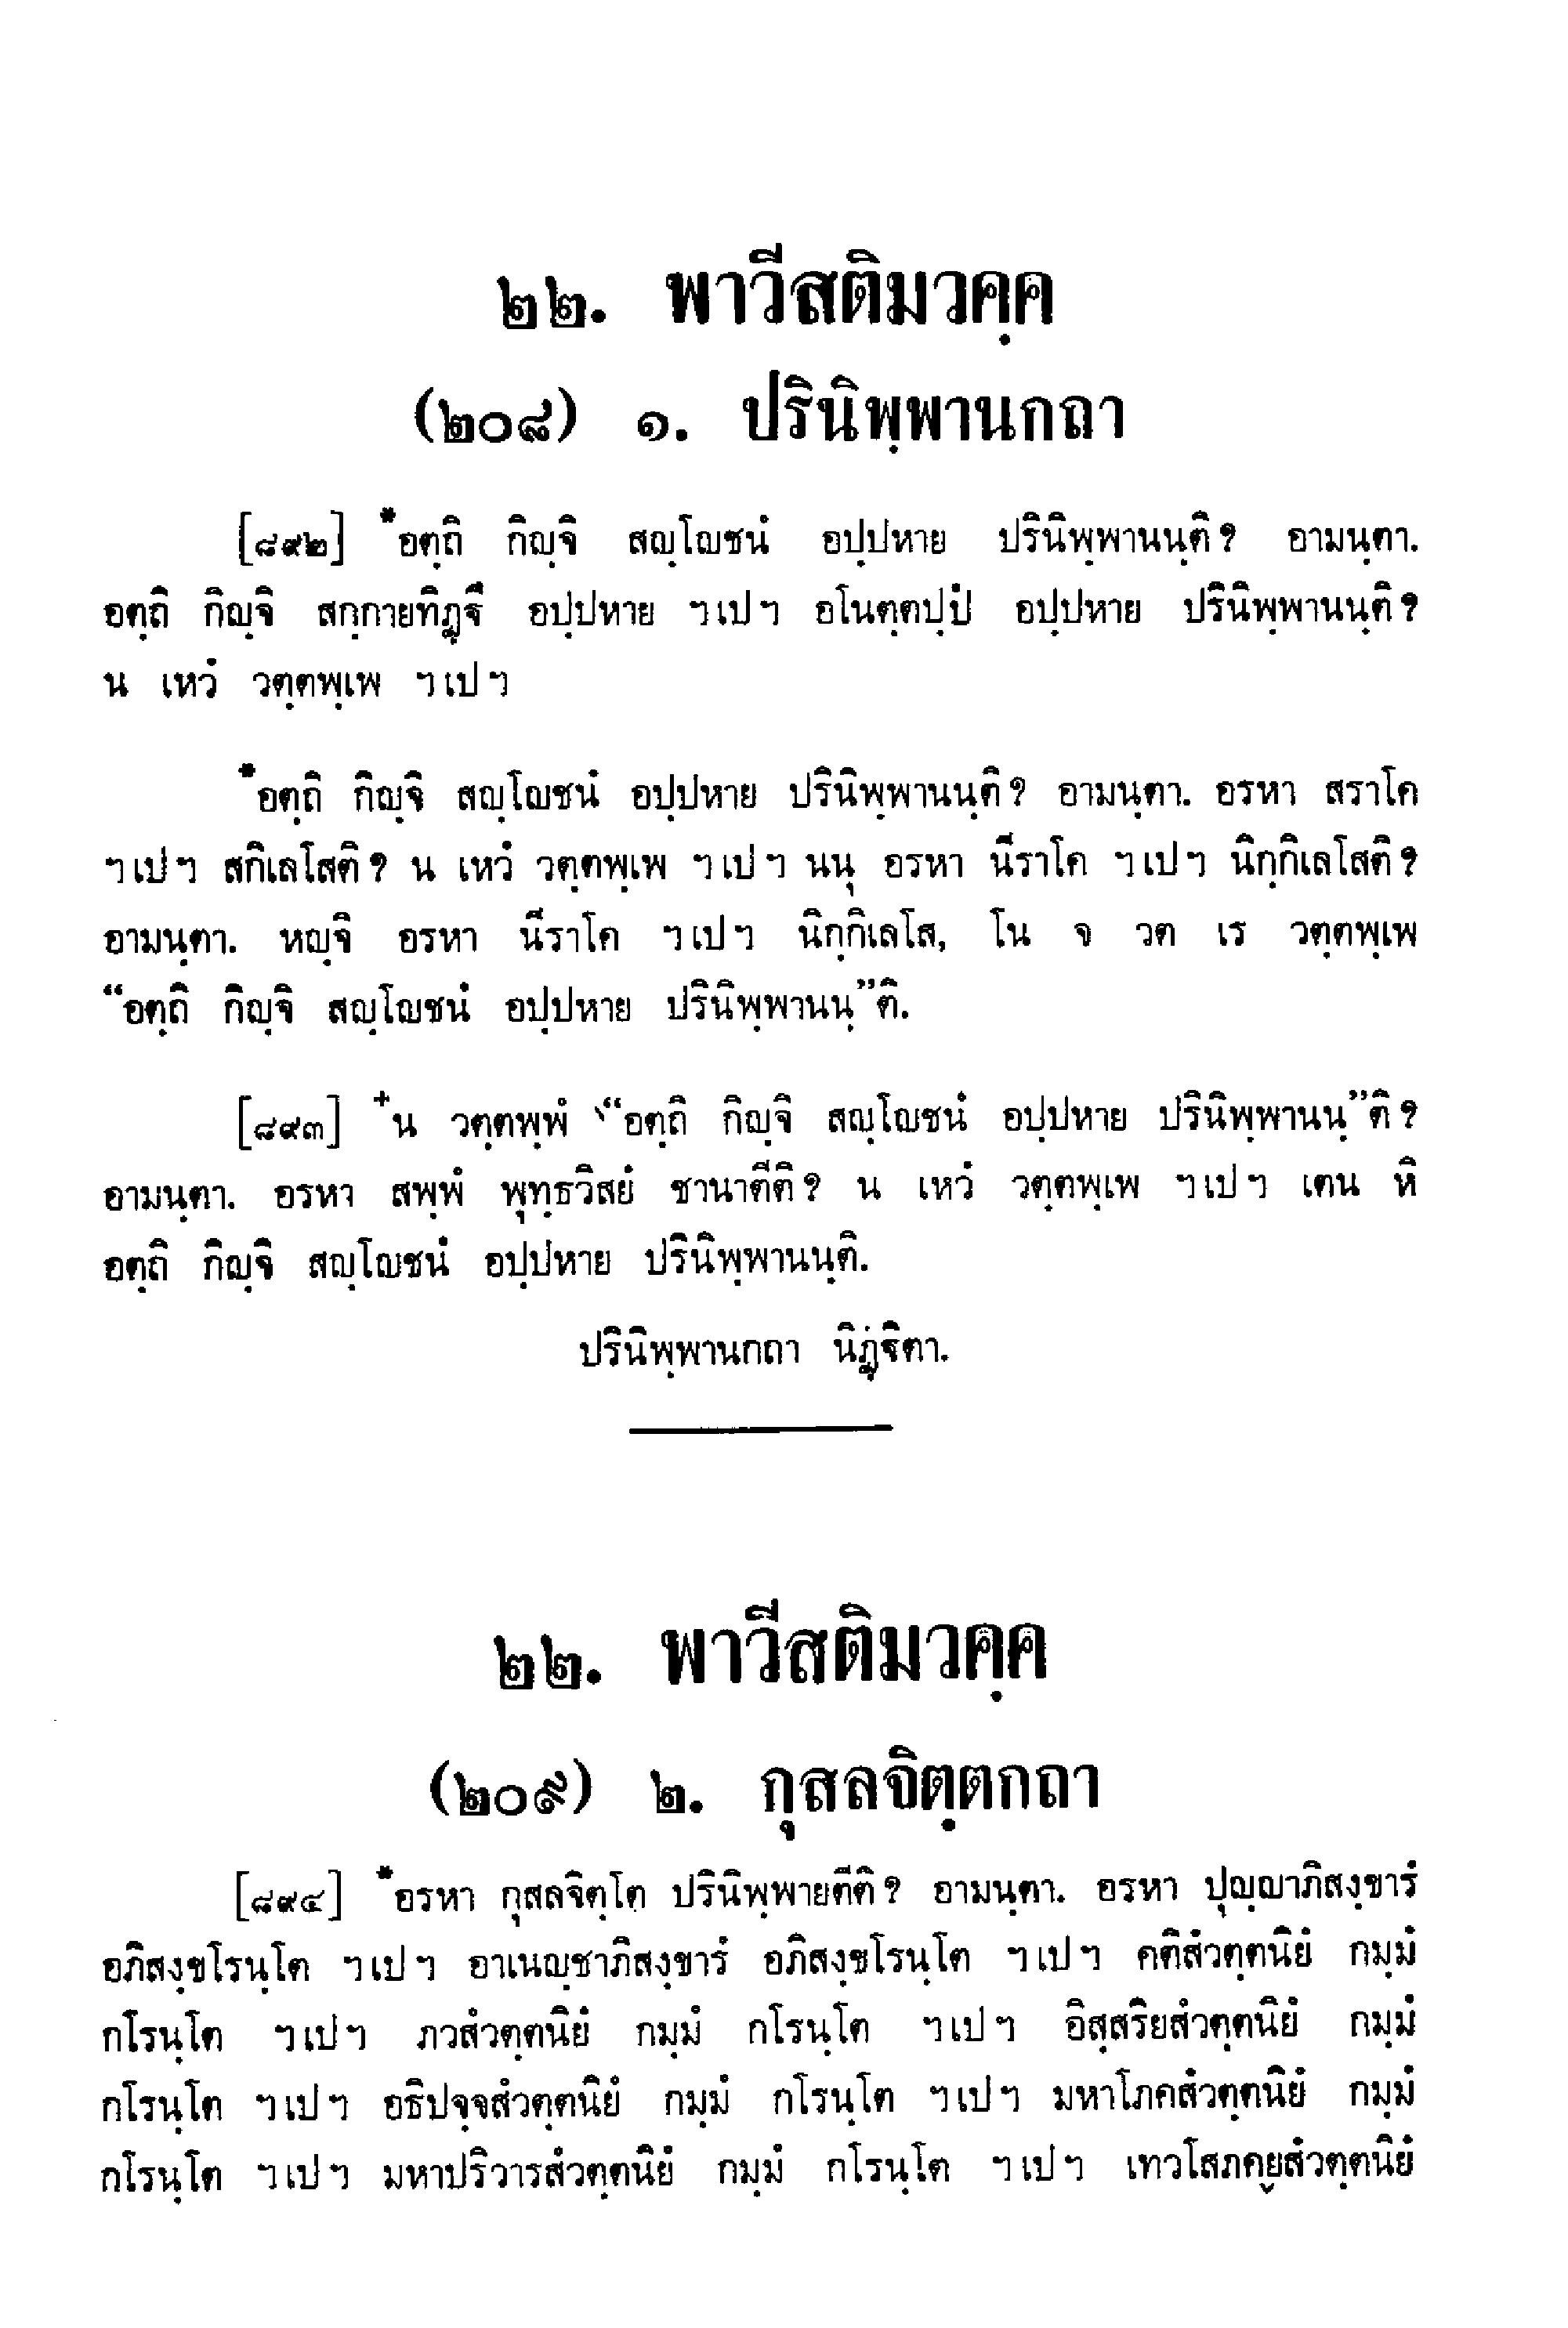 ๒๒. พาวีสติมวคฺค
(๒๐๘) ๑. ปรินิพฺพานกถา
[๘๙๒] *อตฺถิ กิญฺจิ สญฺโญชนํ อปฺปหาย ปรินิพฺพานนฺติ? อามนฺตา.
อตฺถิ กิญฺจิ สกฺกายทิฏฺฐึ อปฺปหาย ฯเปฯ อโนตฺตปฺปํ อปฺปหาย ปรินิพฺพานนฺติ?
น เหวํ วตฺตพฺเพ ฯเปฯ
*อตฺถิ กิญฺจิ สญฺโญชนํ อปฺปหาย ปรินิพฺพานนฺติ? อามนฺตา. อรหา สราโค
ฯเปฯ สกิเลโสติ? น เหวํ วตฺตพฺเพ ฯเปฯ นนุ อรหา นีราโค ฯเปฯ นิกฺกิเลโสติ?
อามนฺตา. หญฺจิ อรหา นีราโค ฯเปฯ นิกฺกิเลโส, โน จ วต เร วตฺตพฺเพ
“อตฺถิ กิญฺจิ สญฺโญชนํ อปฺปหาย ปรินิพฺพานนฺ”ติ.
[๘๙๓] +น วตฺตพฺพํ “อตฺถิ กิญฺจิ สญฺโญชนํ อปฺปหาย ปรินิพฺพานนฺ”ติ?
อามนฺตา. อรหา สพฺพํ พุทฺธวิสยํ ชานาตีติ? น เหวํ วตฺตพฺเพ ฯเปฯ เตน หิ
อตฺถิ กิญฺจิ สญฺโญชนํ อปฺปหาย ปรินิพฺพานนฺติ.
ปรินิพฺพานกถา นิฏฺฐิตา.
๒๒. พาวีสติมวคฺค
(๒๐๙) ๒. กุสลจิตฺตกถา
[๘๙๔] *อรหา กุสลจิตฺโต ปรินิพฺพายตีติ? อามนฺตา. อรหา ปุญฺญาภิสงฺขารํ
อภิสงฺขโรนฺโต ฯเปฯ อาเนญฺชาภิสงฺขารํ อภิสงฺขโรนฺโต ฯเปฯ คติสํวตฺตนิยํ กมฺมํ
กโรนฺโต ฯเปฯ ภวสํวตฺตนิยํ กมฺมํ กโรนฺโต ฯเปฯ อิสฺสริยสํวตฺตนิยํ กมฺมํ
กโรนฺโต ฯเปฯ อธิปจฺจสํวตฺตนิยํ กมฺมํ กโรนฺโต ฯเปฯ มหาโภคสํวตฺตนิยํ กมฺมํ
กโรนฺโต ฯเปฯ มหาปริวารสํวตฺตนิยํ กมฺมํ กโรนฺโต ฯเปฯ เทวโสภคฺยสํวตฺตนิยํ